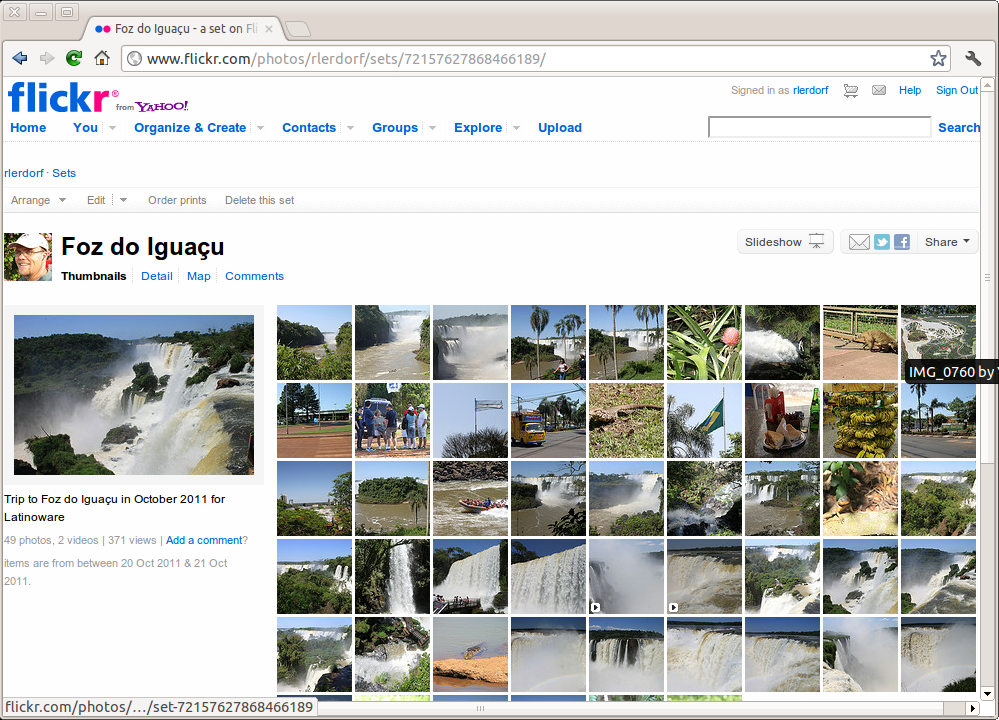 Foz do Iguaçu - a set on Fli
www.flickr.com/photos/rlerdorf/sets/72157627868466189/
flickr® from YAHOO!
Signed in as rlerdorf Help Sign Out
Home You Organize & Create Contacts Groups Explore Upload Search
rlerdorf · Sets
Arrange Edit Order prints Delete this set
Foz do Iguaçu
Slideshow Share
Thumbnails Detail Map Comments
IMG_0760 by Y
Trip to Foz do Iguaçu in October 2011 for
Latinoware
49 photos, 2 videos | 371 views | Add a comment?
items are from between 20 Oct 2011 & 21 Oct
2011.
flickr.com/photos/…/set-72157627868466189